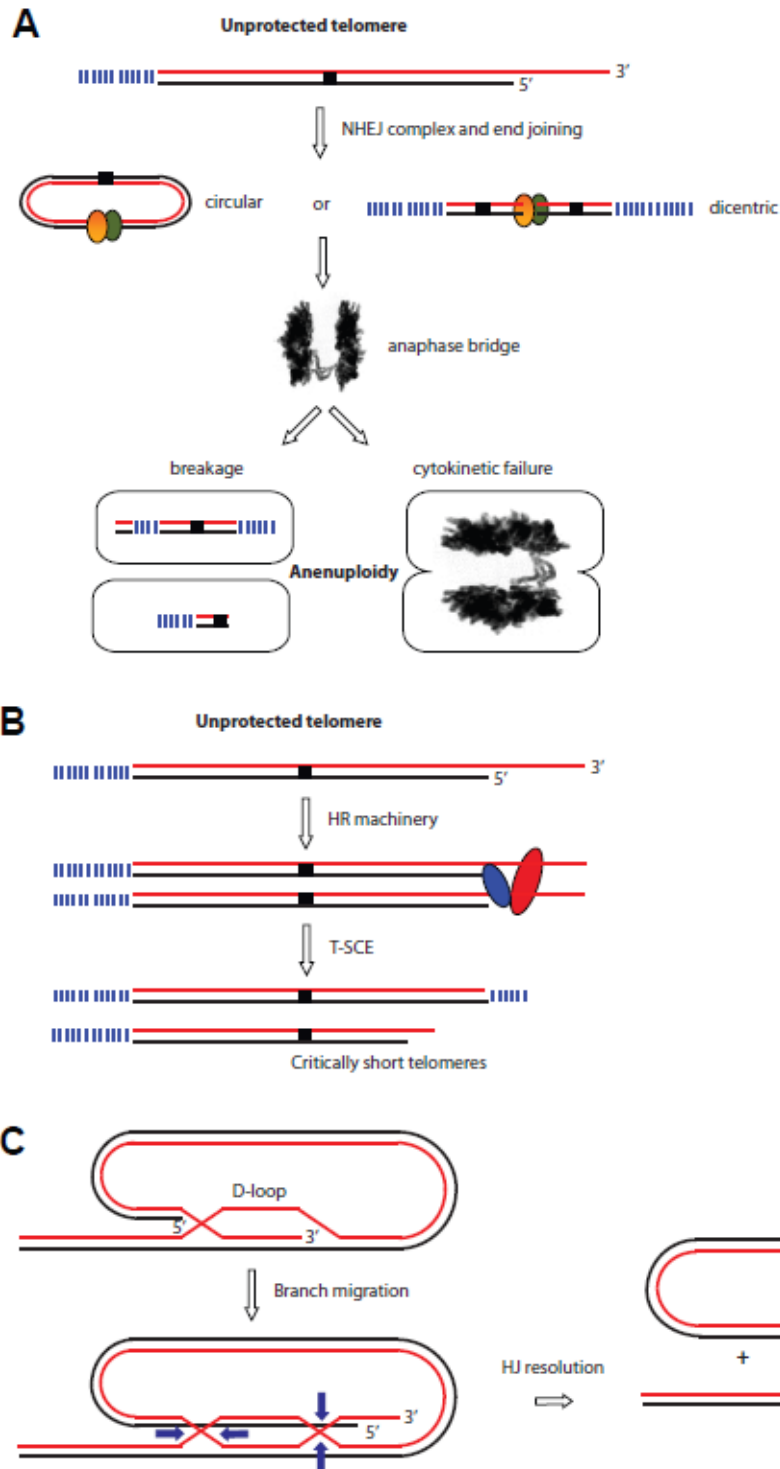 A
Unprotected telomere
3′
5′
NHEJ complex and end joining
circular
or
dicentric
anaphase bridge
breakage
cytokinetic failure
Anenuploidy
B
Unprotected telomere
3′
5′
HR machinery
T-SCE
Critically short telomeres
C
D-loop
5′
3′
Branch migration
HJ resolution
+
3′
5′